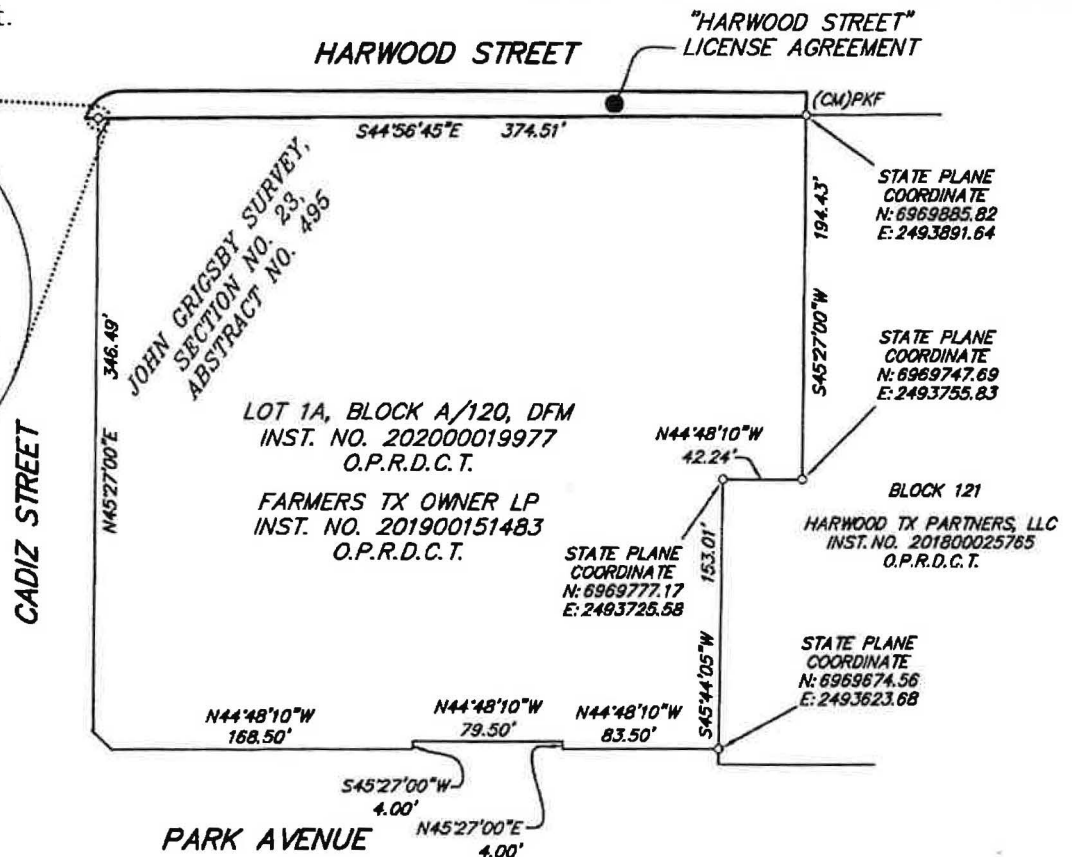 t.
HARWOOD STREET
"HARWOOD STREET"
LICENSE AGREEMENT
(CM)PKF
S44°56'45"E 374.51'
STATE PLANE
COORDINATE
N: 6969885.82
E: 2493891.64
194.43'
S45°27'00"W
JOHN GRIGSBY SURVEY,
SECTION NO. 23,
ABSTRACT NO. 495
346.49'
N45°27'00"E
CADIZ STREET
STATE PLANE
COORDINATE
N: 6969747.69
E: 2493755.83
LOT 1A, BLOCK A/120, DFM
INST. NO. 202000019977
O.P.R.D.C.T.
FARMERS TX OWNER LP
INST. NO. 201900151483
O.P.R.D.C.T.
N44°48'10"W
42.24'
BLOCK 121
HARWOOD TX PARTNERS, LLC
INST. NO. 201800025765
O.P.R.D.C.T.
STATE PLANE
COORDINATE
N: 6969777.17
E: 2493725.58
153.01'
S45°44'05"W
STATE PLANE
COORDINATE
N: 6969674.56
E: 2493623.68
N44°48'10"W
168.50'
N44°48'10"W
79.50'
N44°48'10"W
83.50'
S45°27'00"W
4.00'
N45°27'00"E
4.00'
PARK AVENUE